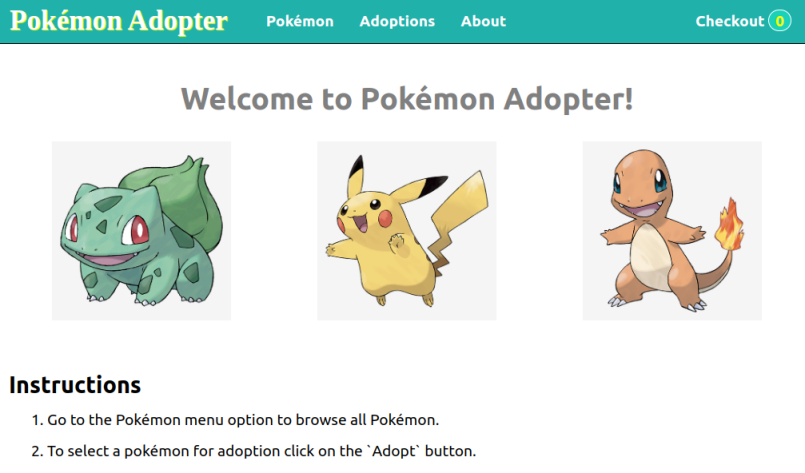 Pokémon Adopter Pokémon Adoptions About Checkout 0
Welcome to Pokémon Adopter!
Instructions
1. Go to the Pokémon menu option to browse all Pokémon.
2. To select a pokémon for adoption click on the `Adopt` button.